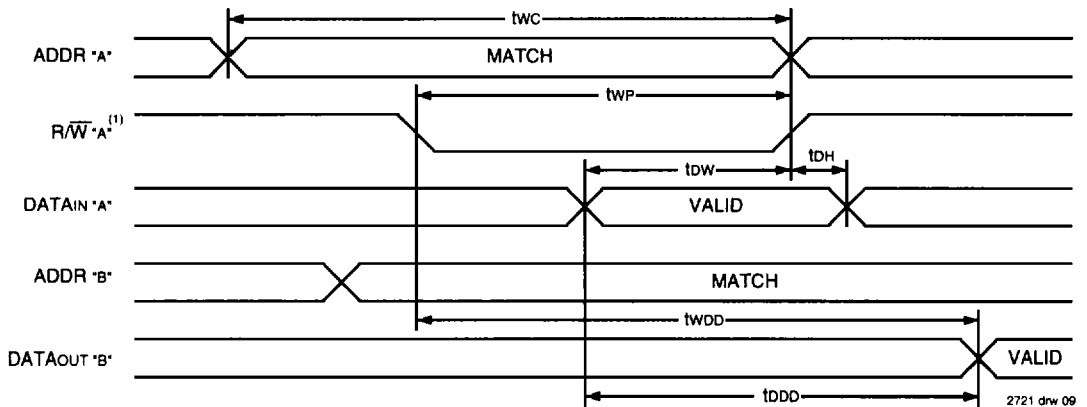 tWC
ADDR "A"
MATCH
tWP
R/W̅ "A"(1)
tDW
tDH
DATAIN "A"
VALID
ADDR "B"
MATCH
tWDD
DATAOUT "B"
VALID
tDDD
2721 drw 09